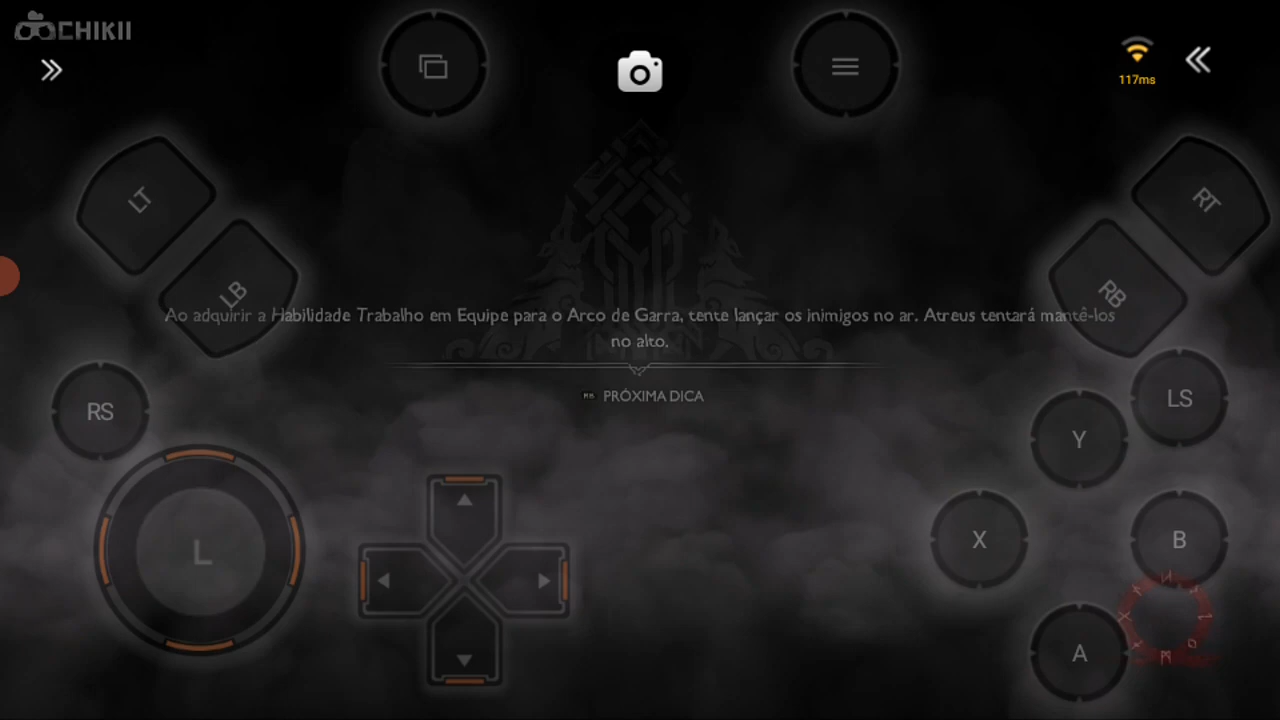 CHIKII
117ms
LT
RT
LB
RB
Ao adquirir a Habilidade Trabalho em Equipe para o Arco de Garra, tente lançar os inimigos no ar. Atreus tentará mantê-los
no alto.
PRÓXIMA DICA
RS
LS
Y
L
X
B
A